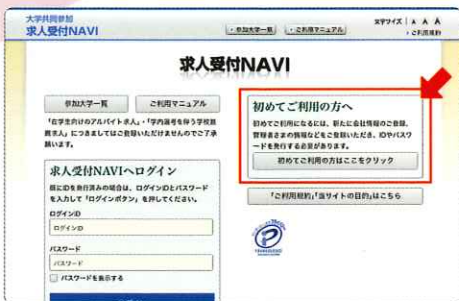 大学共同参加
求人受付NAVI
参加大学一覧
ご利用マニュアル
文字サイズ A A A
ご利用規約
求人受付NAVI
参加大学一覧
ご利用マニュアル
「在学生向けのアルバイト求人」・「学内選考を伴う学校推
薦求人」につきましてはご登録いただけませんのでご了承
願います。
初めてご利用の方へ
初めてご利用になるには、新たに会社情報のご登録、
管理者さまの情報などをご登録いただき、IDやパスワ
ードを発行する必要があります。
初めてご利用の方はここをクリック
「ご利用規約」「当サイトの目的」はこちら
求人受付NAVIへログイン
既にIDを発行済みの場合は、ログインIDとパスワード
を入力して「ログインボタン」を押してください。
ログインID
ログインID
パスワード
パスワード
パスワードを表示する